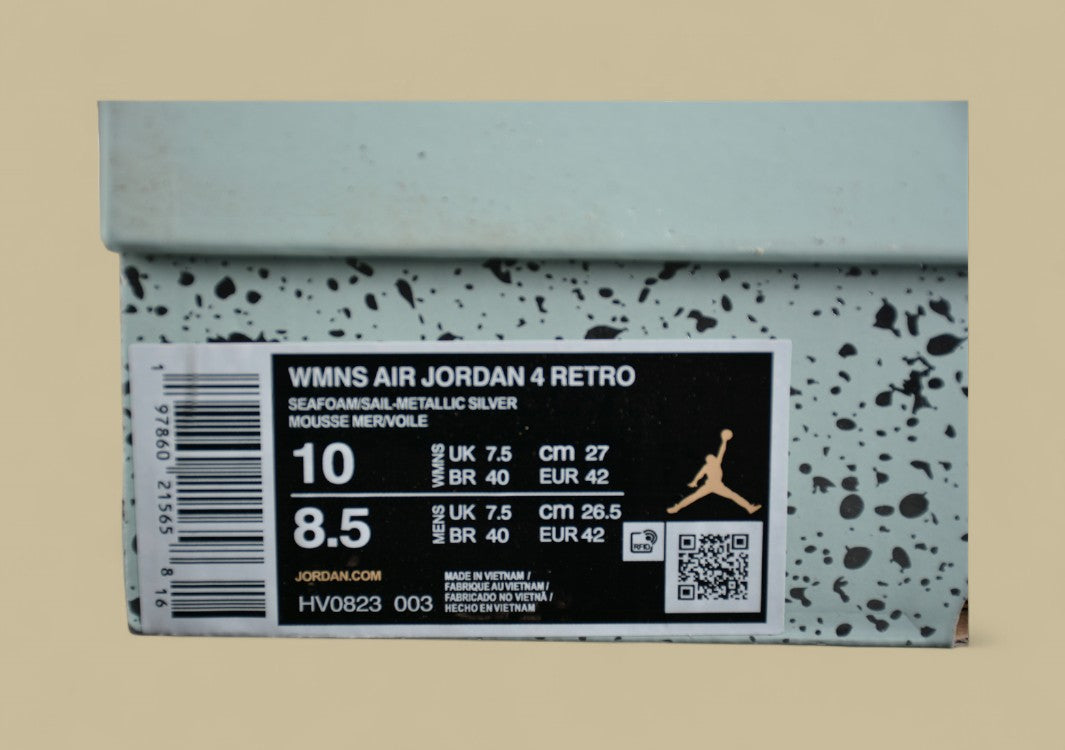 WMNS AIR JORDAN 4 RETRO
SEAFOAM/SAIL-METALLIC SILVER
MOUSSE MER/VOILE
10 WMNS UK 7.5 cm 27
BR 40 EUR 42
8.5 MENS UK 7.5 cm 26.5
BR 40 EUR 42
JORDAN.COM
HV0823 003
MADE IN VIETNAM /
FABRIQUE AU VIETNAM /
FABRICADO NO VIETNÃ /
HECHO EN VIETNAM
RFID
1 97860 21565 8 16